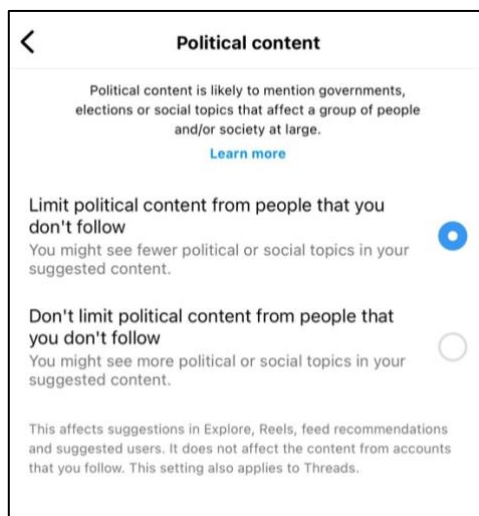 Political content
Political content is likely to mention governments,
elections or social topics that affect a group of people
and/or society at large.
Learn more
Limit political content from people that you
don't follow
You might see fewer political or social topics in your
suggested content.
Don't limit political content from people that
you don't follow
You might see more political or social topics in your
suggested content.
This affects suggestions in Explore, Reels, feed recommendations
and suggested users. It does not affect the content from accounts
that you follow. This setting also applies to Threads.